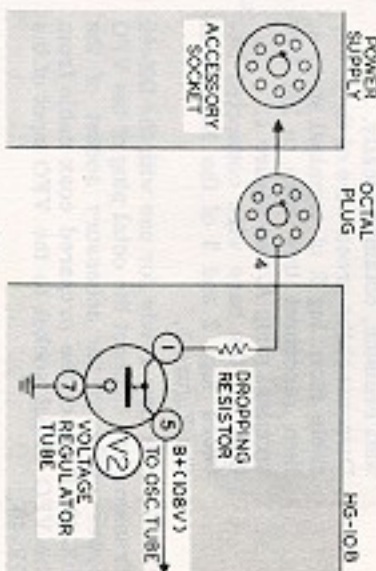 POWER
SUPPLY
ACCESSORY
SOCKET
OCTAL
PLUG
4
HG-10B
DROPPING
RESISTOR
1
5
B+(108V)
TO OSC. TUBE
V2
7
VOLTAGE
REGULATOR
TUBE